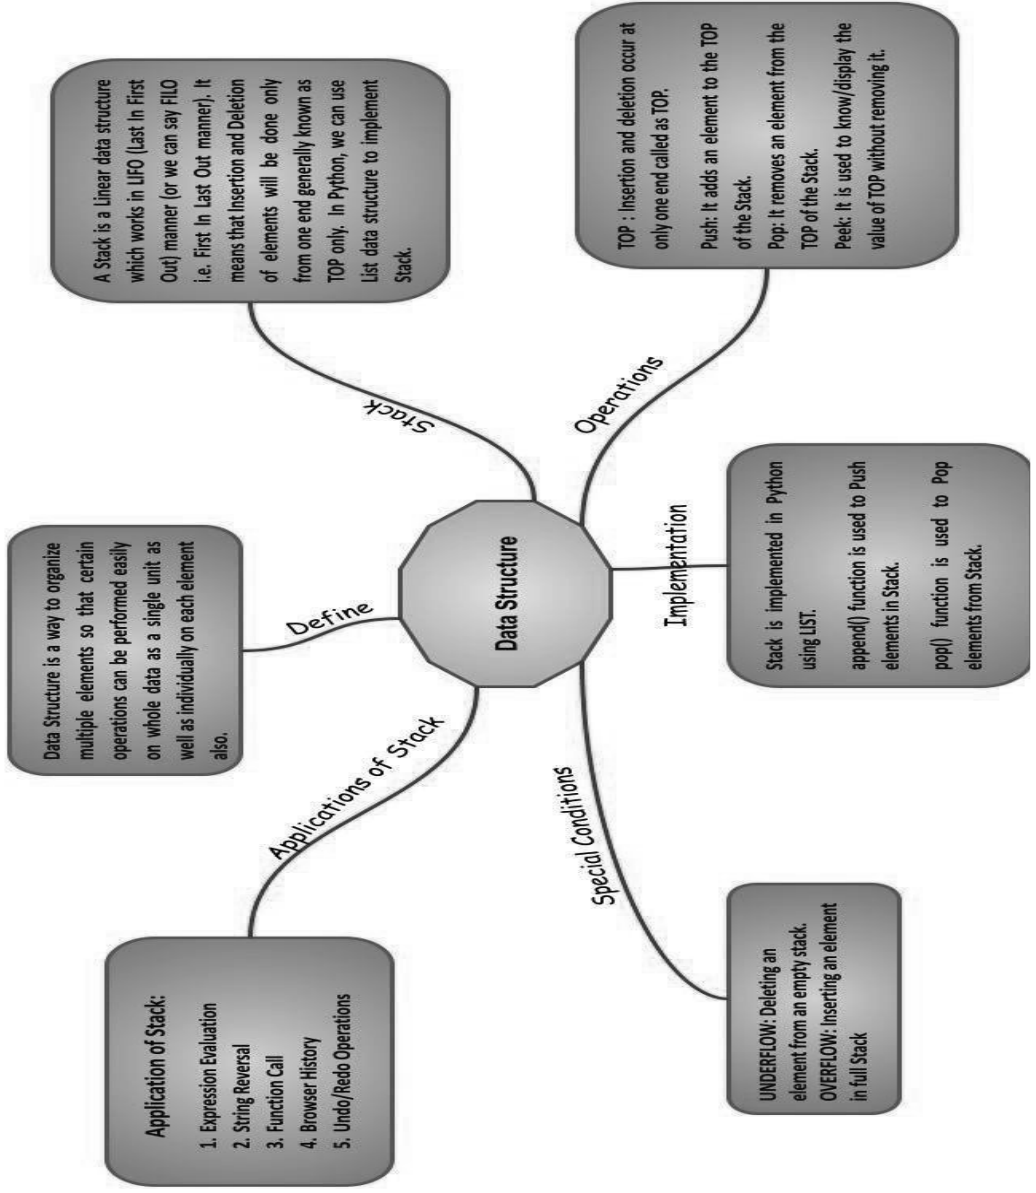 Application of Stack:
1. Expression Evaluation
2. String Reversal
3. Function Call
4. Browser History
5. Undo/Redo Operations
Applications of Stack
Data Structure is a way to organize
multiple elements so that certain
operations can be performed easily
on whole data as a single unit as
well as individually on each element
also.
Define
A Stack is a Linear data structure
which works in LIFO (Last In First
Out) manner (or we can say FILO
i.e. First In Last Out manner). It
means that Insertion and Deletion
of elements will be done only
from one end generally known as
TOP only. In Python, we can use
List data structure to implement
Stack.
Stack
Data Structure
Special Conditions
UNDERFLOW: Deleting an
element from an empty stack.
OVERFLOW: Inserting an element
in full Stack
Implementation
Stack is implemented in Python
using LIST.
append() function is used to Push
elements in Stack.
pop() function is used to Pop
elements from Stack.
Operations
TOP : Insertion and deletion occur at
only one end called as TOP.
Push: It adds an element to the TOP
of the Stack.
Pop: It removes an element from the
TOP of the Stack.
Peek: It is used to know/display the
value of TOP without removing it.